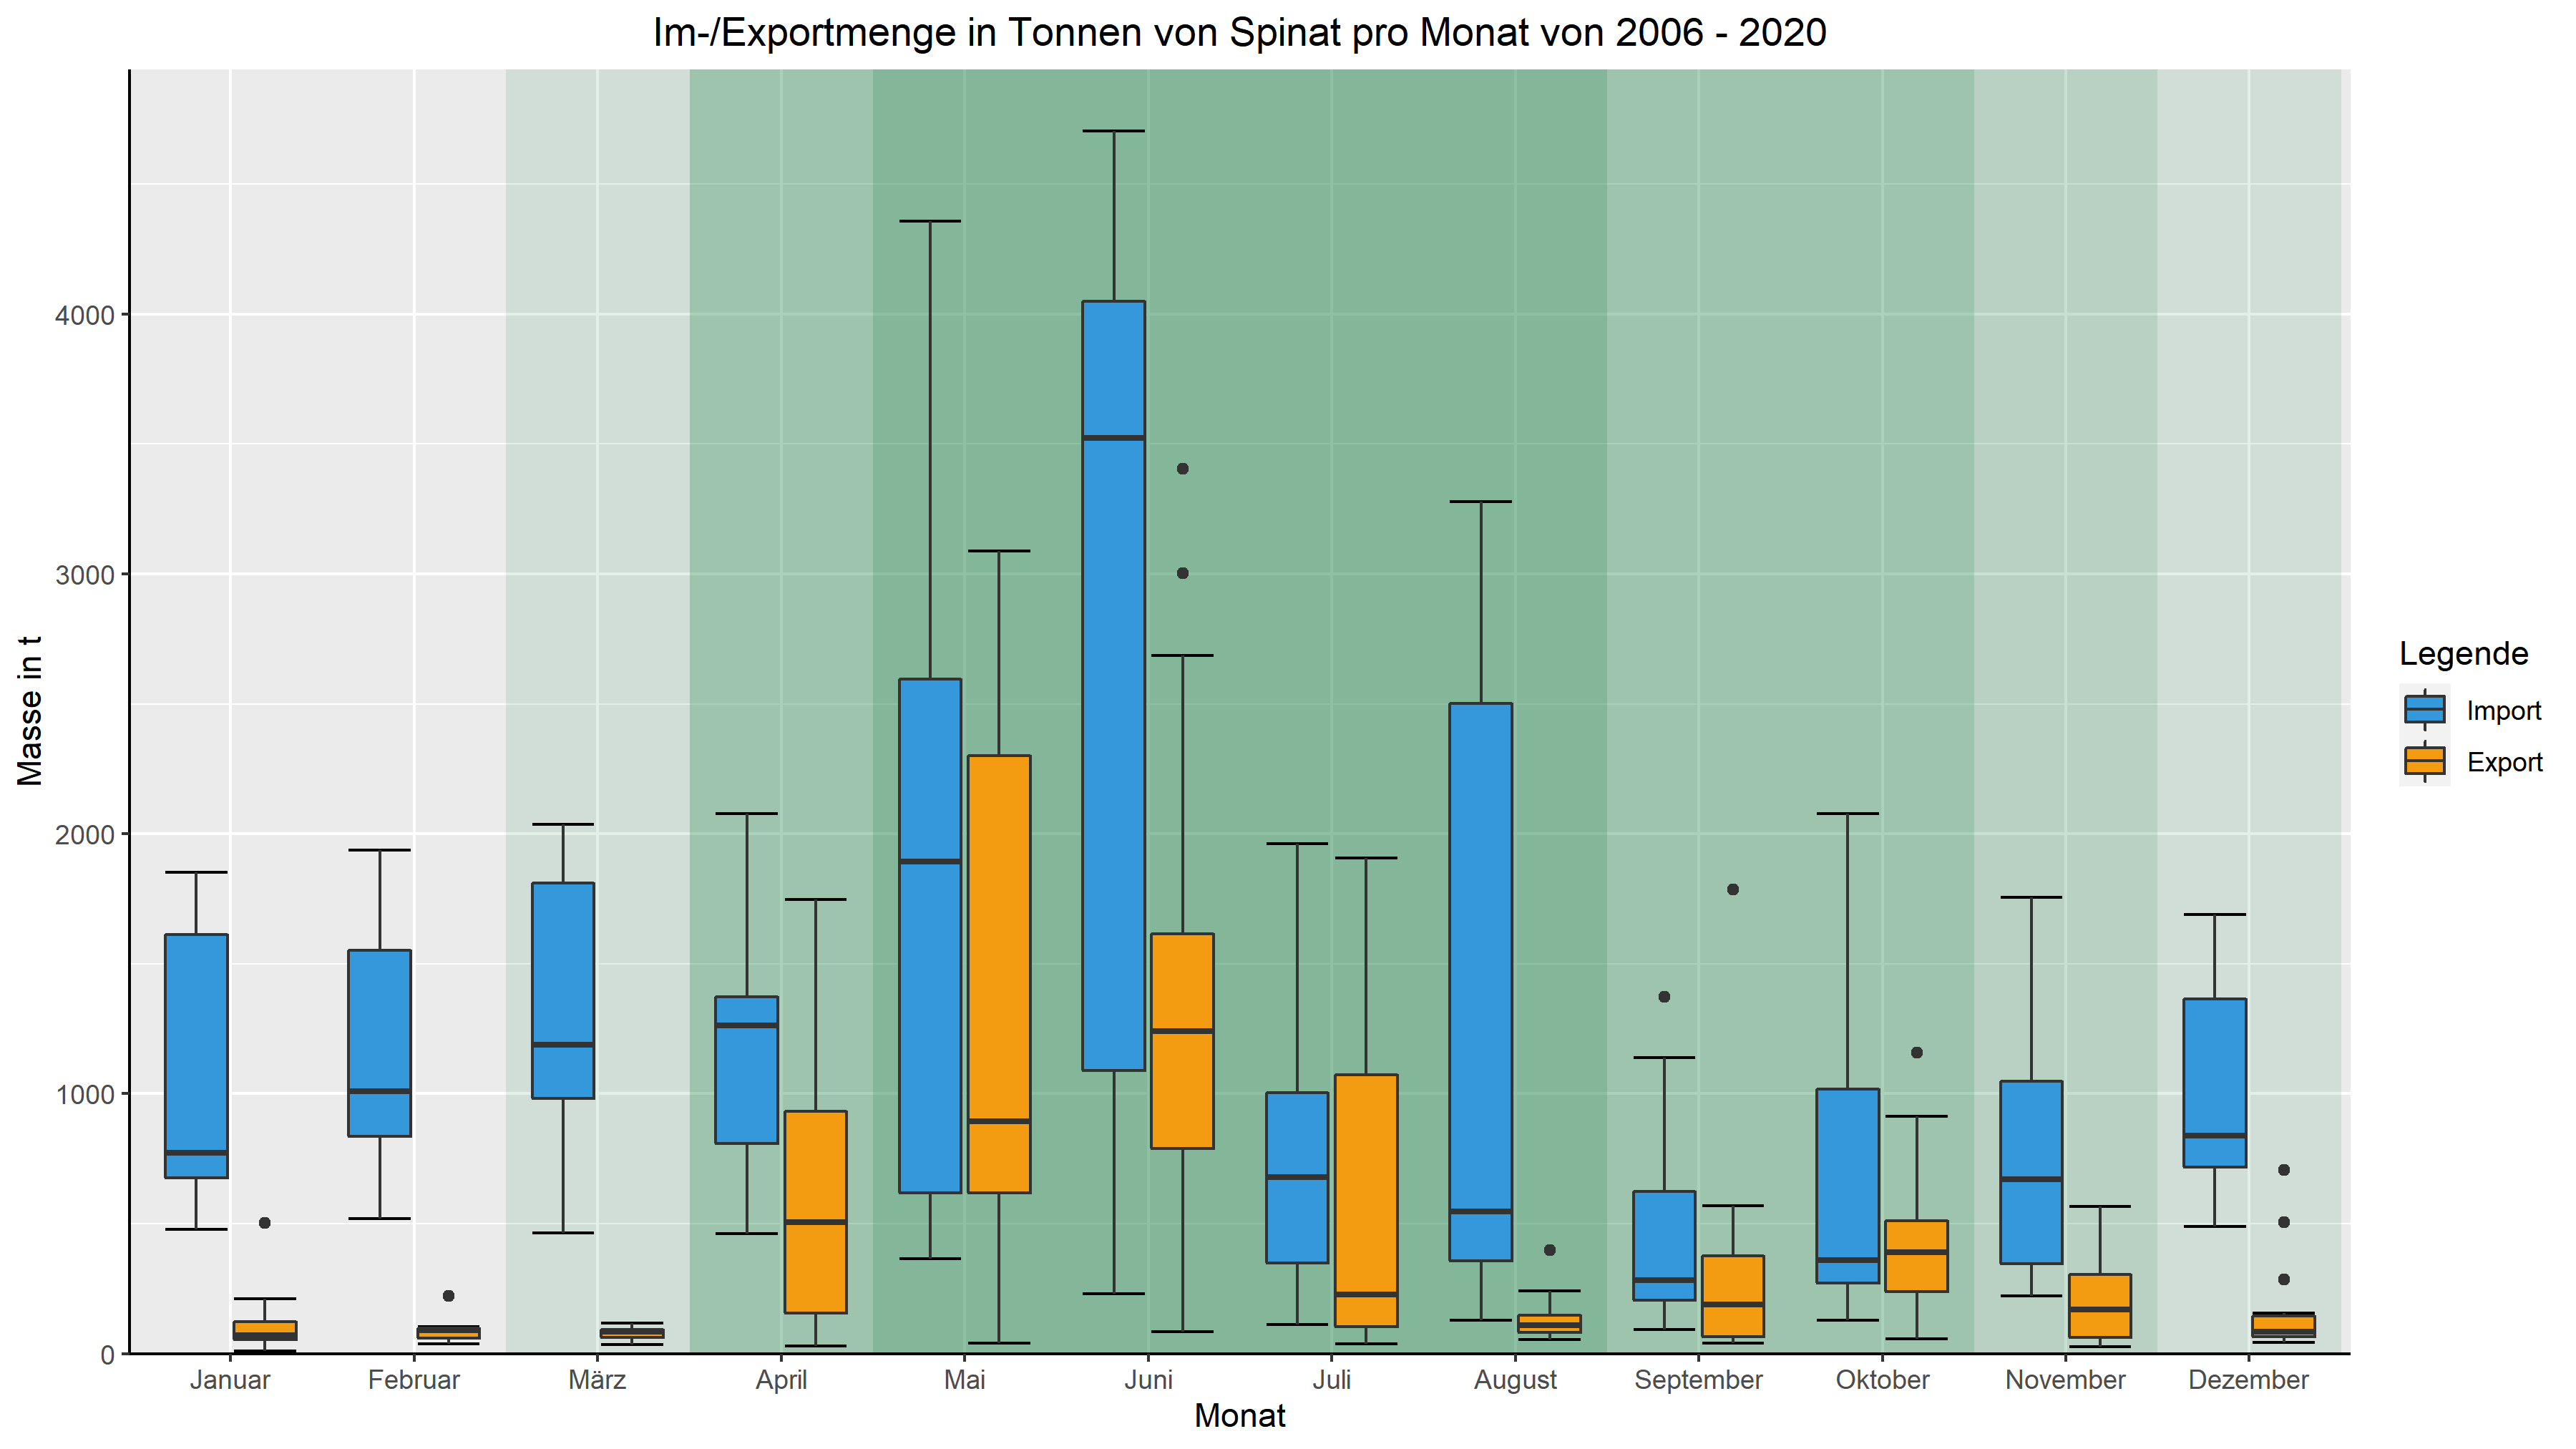 Im-/Exportmenge in Tonnen von Spinat pro Monat von 2006 - 2020
Masse in t
4000
3000
2000
1000
0
Januar Februar März April Mai Juni Juli August September Oktober November Dezember
Monat
Legende
Import
Export